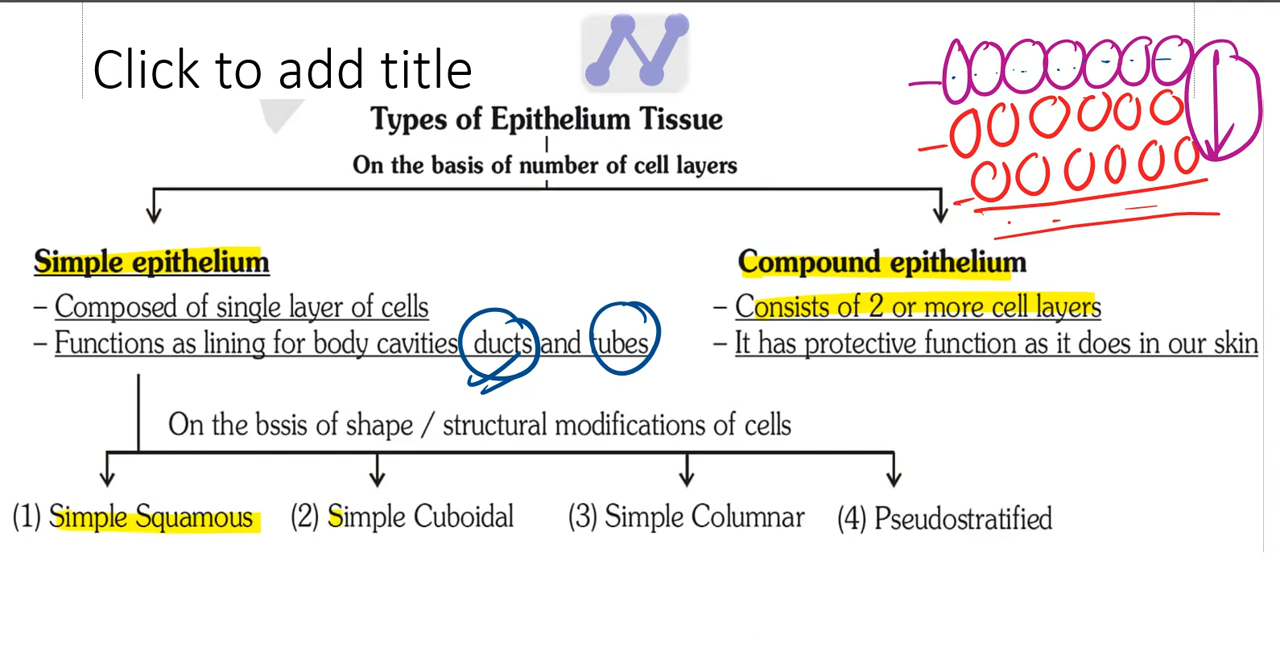 Click to add title
Types of Epithelium Tissue
On the basis of number of cell layers
Simple epithelium
– Composed of single layer of cells
– Functions as lining for body cavities ducts and tubes
Compound epithelium
– Consists of 2 or more cell layers
– It has protective function as it does in our skin
On the bssis of shape / structural modifications of cells
(1) Simple Squamous (2) Simple Cuboidal (3) Simple Columnar (4) Pseudostratified